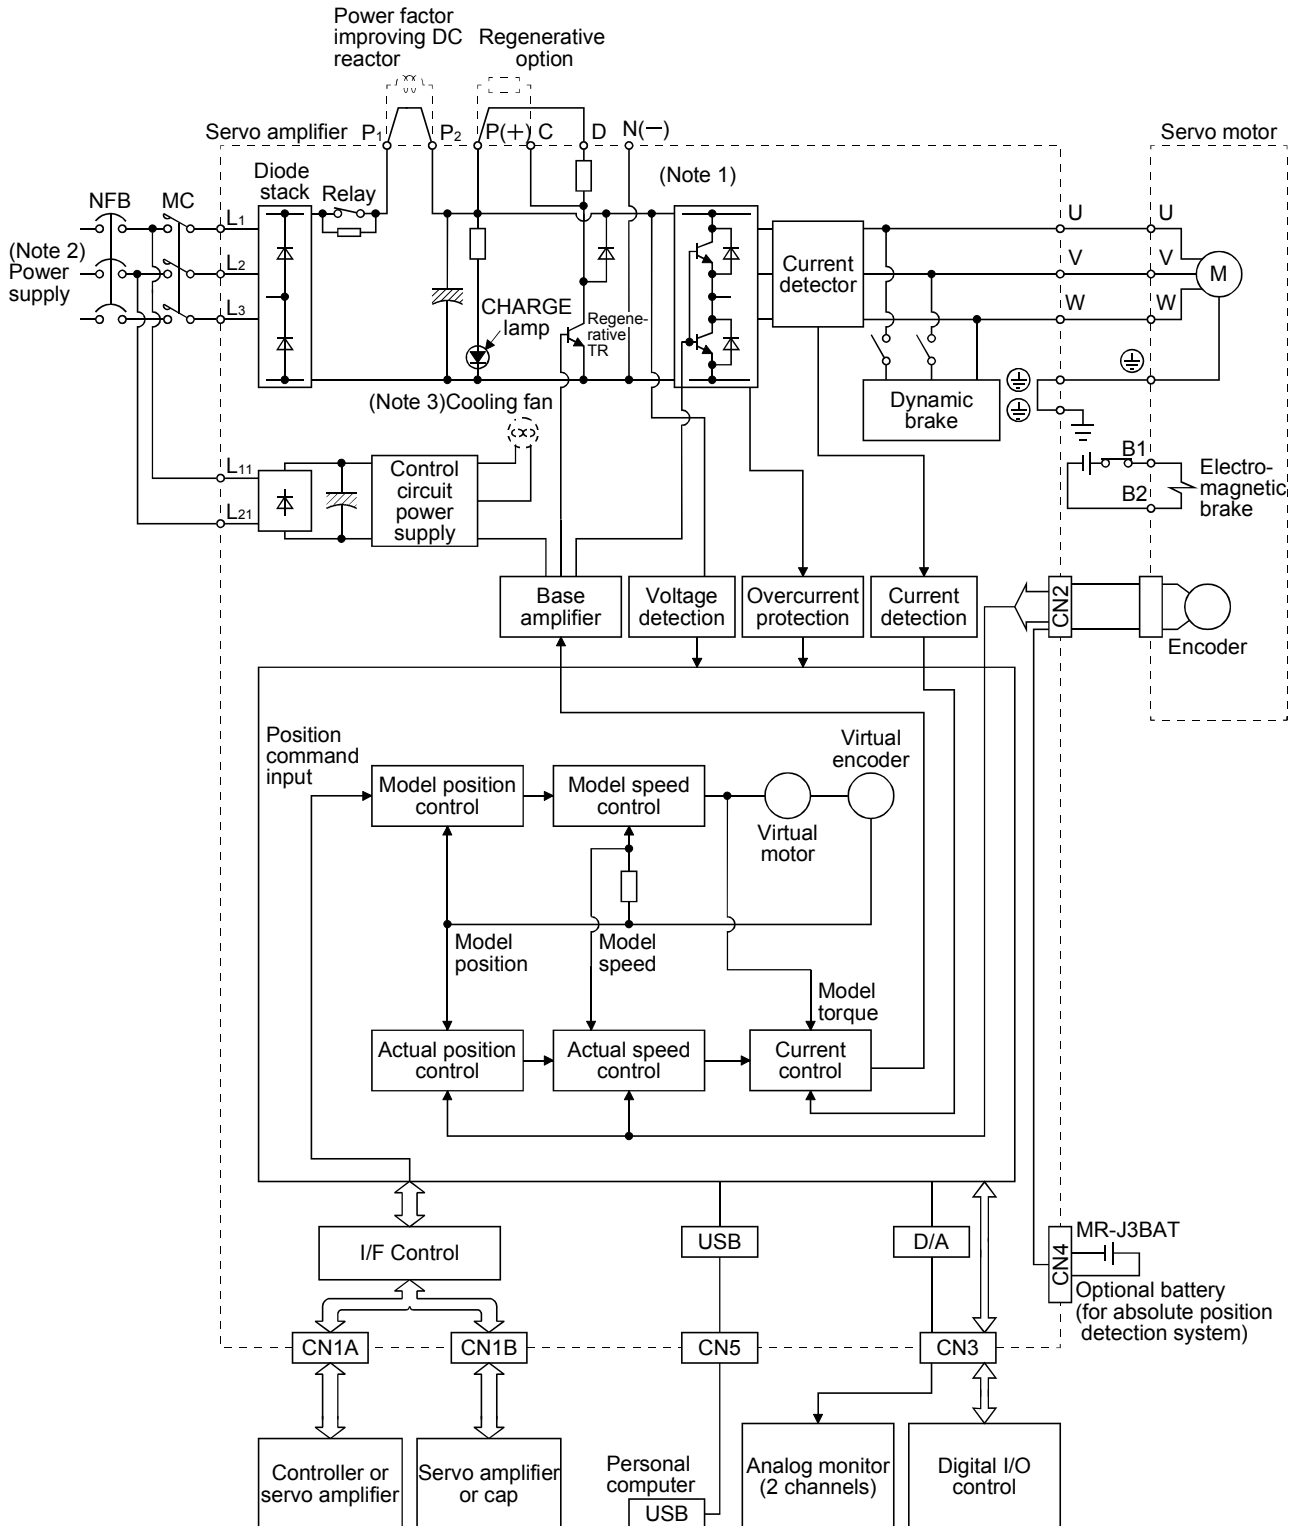 Power factor
improving DC
reactor
Regenerative
option
Servo amplifier
P1
P2
P(+)
C
D
N(−)
Servo motor
Diode
stack
Relay
(Note 1)
NFB
MC
L1
L2
L3
(Note 2)
Power
supply
CHARGE
lamp
Regene-
rative
TR
Current
detector
U
V
W
U
V
W
M
Dynamic
brake
(Note 3)Cooling fan
L11
L21
Control
circuit
power
supply
B1
B2
Electro-
magnetic
brake
Base
amplifier
Voltage
detection
Overcurrent
protection
Current
detection
CN2
Encoder
Position
command
input
Model position
control
Model speed
control
Virtual
encoder
Virtual
motor
Model
position
Model
speed
Model
torque
Actual position
control
Actual speed
control
Current
control
I/F Control
USB
D/A
CN4
MR-J3BAT
Optional battery
(for absolute position
detection system)
CN1A
CN1B
CN5
CN3
Controller or
servo amplifier
Servo amplifier
or cap
Personal
computer
USB
Analog monitor
(2 channels)
Digital I/O
control